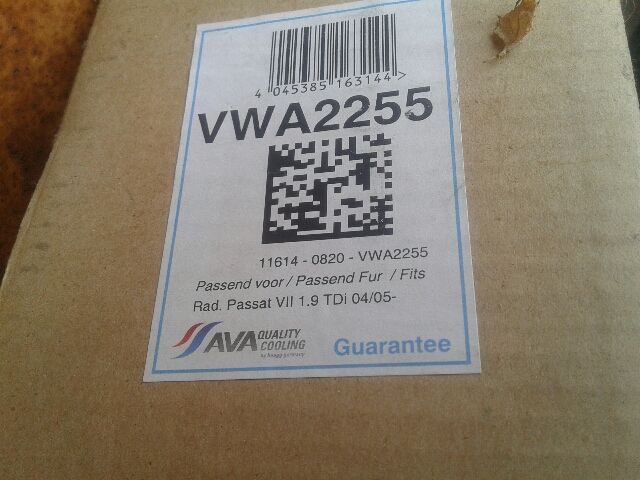 4 045385 163144 >
VWA2255
11614 - 0820 - VWA2255
Passend voor / Passend Fur / Fits
Rad. Passat VII 1.9 TDi 04/05-
AVA QUALITY
COOLING
Guarantee